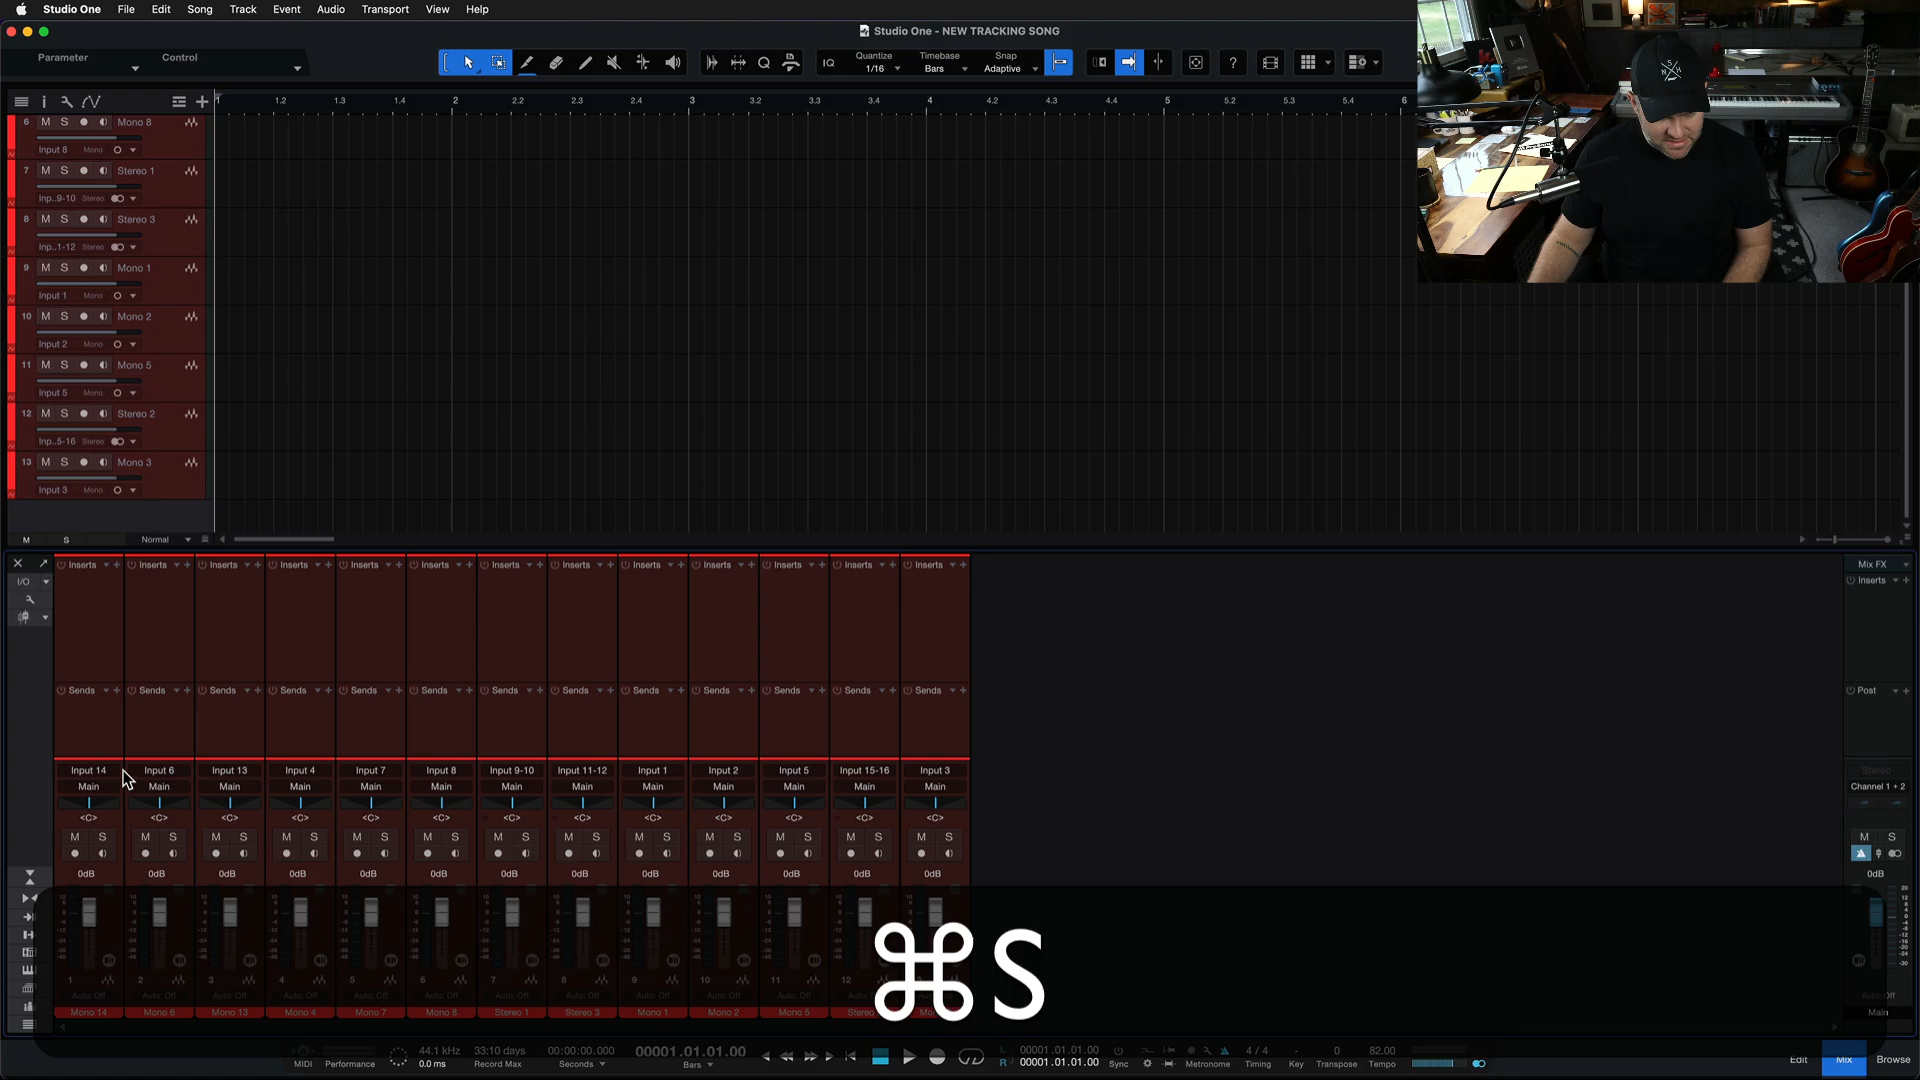 Studio One File Edit Song Track Event Audio Transport View Help
Studio One - NEW TRACKING SONG
Parameter Control
IQ Quantize 1/16 Timebase Bars Snap Adaptive
1 1.2 1.3 1.4 2 2.2 2.3 2.4 3 3.2 3.3 3.4 4 4.2 4.3 4.4 5 5.2 5.3 5.4 6
6 M S Mono 8
Input 8 Mono
7 M S Stereo 1
Inp..9-10 Stereo
8 M S Stereo 3
Inp..1-12 Stereo
9 M S Mono 1
Input 1 Mono
10 M S Mono 2
Input 2 Mono
11 M S Mono 5
Input 5 Mono
12 M S Stereo 2
Inp..5-16 Stereo
13 M S Mono 3
Input 3 Mono
M S Normal
Inserts Inserts Inserts Inserts Inserts Inserts Inserts Inserts Inserts Inserts Inserts Inserts Inserts Mix FX
I/O Inserts
Sends Sends Sends Sends Sends Sends Sends Sends Sends Sends Sends Sends Sends Post
Input 14 Input 6 Input 13 Input 4 Input 7 Input 8 Input 9-10 Input 11-12 Input 1 Input 2 Input 5 Input 15-16 Input 3 Stereo
Main Main Main Main Main Main Main Main Main Main Main Main Main Channel 1 + 2
<C> <C> <C> <C> <C> <C> <C> <C> <C> <C> <C> <C> <C>
M S M S M S M S M S M S M S M S M S M S M S M S M S M S
0dB 0dB 0dB 0dB 0dB 0dB 0dB 0dB 0dB 0dB 0dB 0dB 0dB 0dB
⌘S
1 2 3 4 5 6 7 8 9 10 11 12
Auto: Off Auto: Off Auto: Off Auto: Off Auto: Off Auto: Off Auto: Off Auto: Off Auto: Off Auto: Off Auto: Off
Mono 14 Mono 6 Mono 13 Mono 4 Mono 7 Mono 8 Stereo 1 Stereo 3 Mono 1 Mono 2 Mono 5 Main
MIDI Performance 44.1 kHz 0.0 ms 33:10 days Record Max 00:00:00.000 Seconds 00001.01.01.00 Bars L 00001.01.01.00 R 00001.01.01.00 Sync Metronome 4 / 4 Timing - Key 0 Transpose 82.00 Tempo Edit Mix Browse